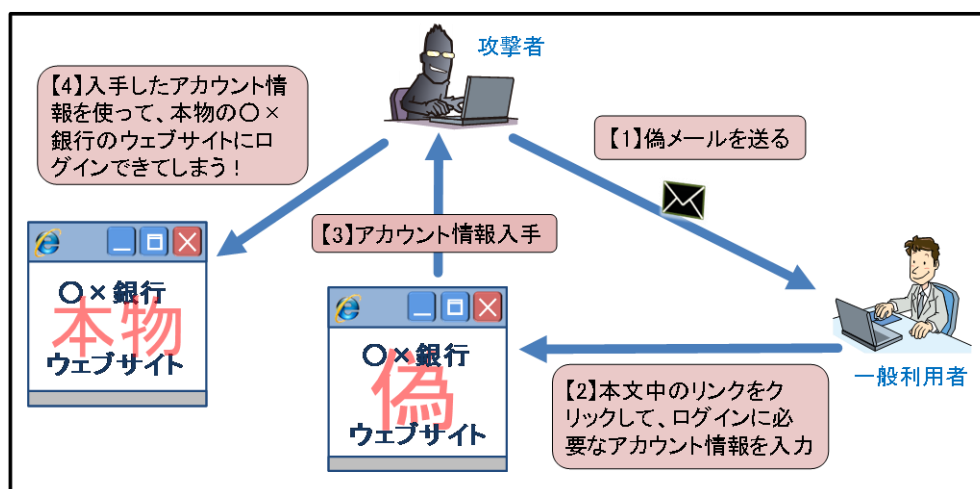 攻撃者
【4】入手したアカウント情
報を使って、本物の〇×
銀行のウェブサイトにロ
グインできてしまう！
【1】偽メールを送る
【3】アカウント情報入手
〇×銀行
本物
ウェブサイト
〇×銀行
偽
ウェブサイト
一般利用者
【2】本文中のリンクをク
リックして、ログインに必
要なアカウント情報を入力